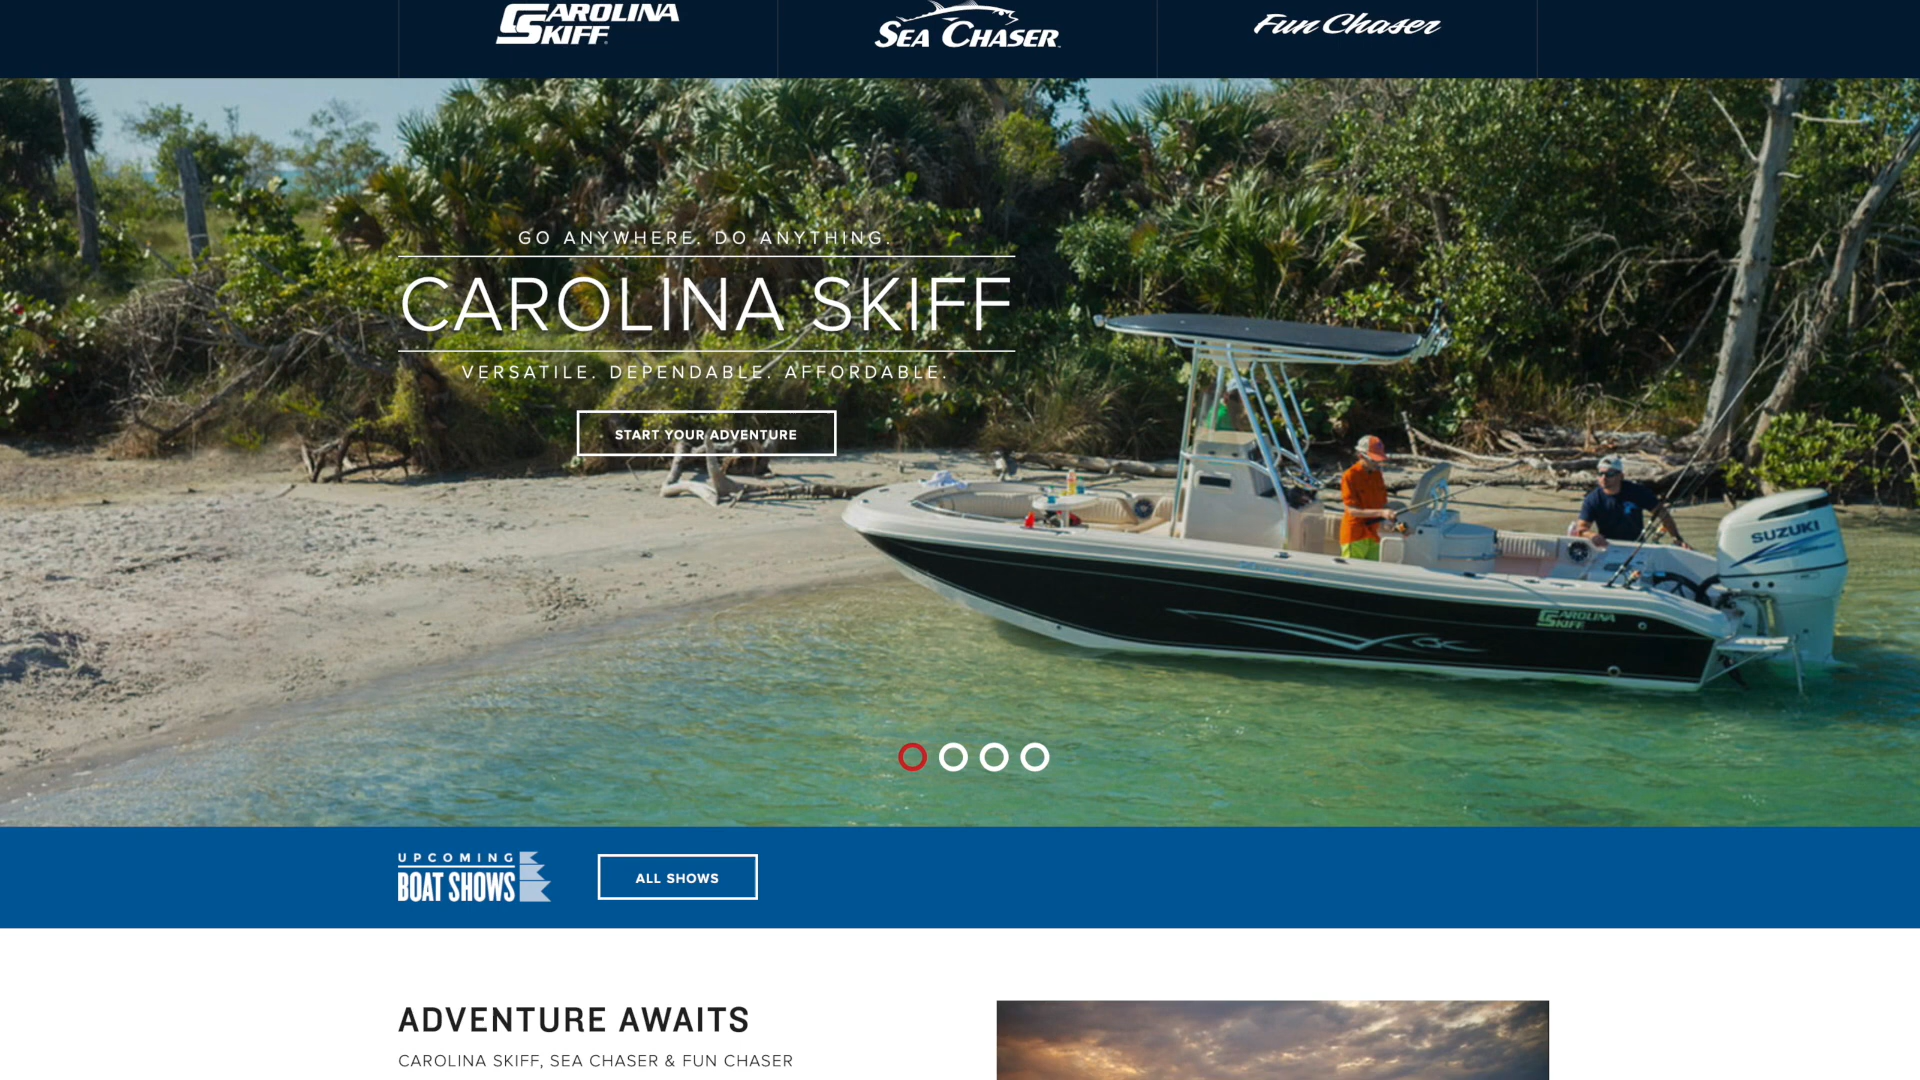 CAROLINA
SKIFF
SEA CHASER
Fun Chaser
GO ANYWHERE. DO ANYTHING.
CAROLINA SKIFF
VERSATILE. DEPENDABLE. AFFORDABLE.
START YOUR ADVENTURE
SUZUKI
CAROLINA
SKIFF
UPCOMING
BOAT SHOWS
ALL SHOWS
ADVENTURE AWAITS
CAROLINA SKIFF, SEA CHASER & FUN CHASER